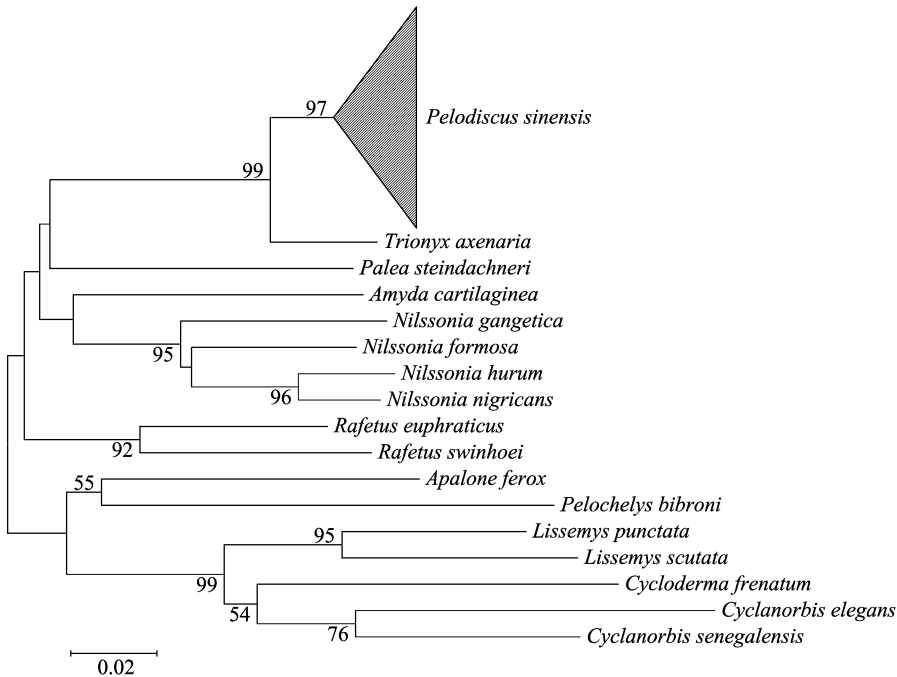 97
Pelodiscus sinensis
99
Trionyx axenaria
Palea steindachneri
Amyda cartilaginea
Nilssonia gangetica
95
Nilssonia formosa
Nilssonia hurum
96
Nilssonia nigricans
Rafetus euphraticus
92
Rafetus swinhoei
55
Apalone ferox
Pelochelys bibroni
Lissemys punctata
95
Lissemys scutata
99
Cycloderma frenatum
54
Cyclanorbis elegans
76
Cyclanorbis senegalensis
0.02